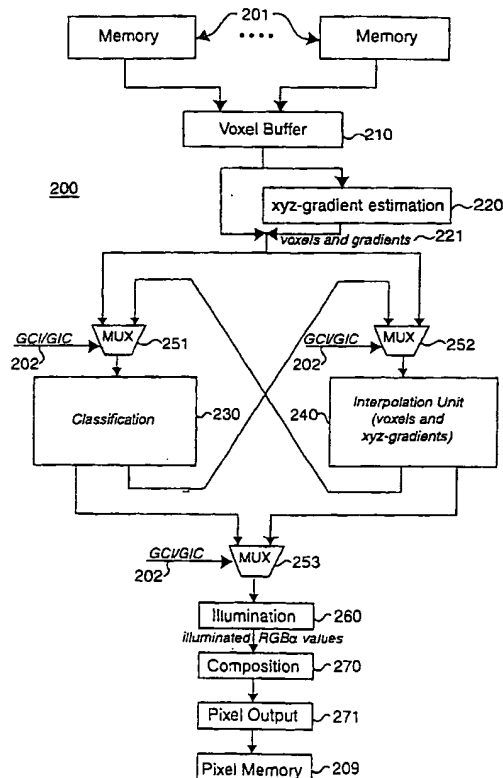 201
Memory
Memory
Voxel Buffer
210
200
xyz-gradient estimation
220
voxels and gradients
221
GCI/GIC
202
MUX
251
GCI/GIC
202
MUX
252
Classification
230
240
Interpolation Unit
(voxels and
xyz-gradients)
GCI/GIC
202
MUX
253
Illumination
260
illuminated RGBα values
Composition
270
Pixel Output
271
Pixel Memory
209